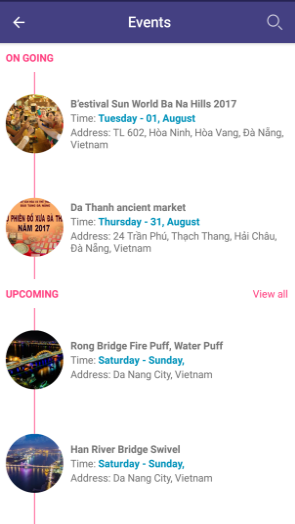 Events
ON GOING
B'estival Sun World Ba Na Hills 2017
Time: Tuesday - 01, August
Address: TL 602, Hòa Ninh, Hòa Vang, Đà Nẵng,
Vietnam
PHIÊN ĐỒ XƯA ĐÀ TH
NĂM 2017
Da Thanh ancient market
Time: Thursday - 31, August
Address: 24 Trần Phú, Thạch Thang, Hải Châu,
Đà Nẵng, Vietnam
UPCOMING View all
Rong Bridge Fire Puff, Water Puff
Time: Saturday - Sunday,
Address: Da Nang City, Vietnam
Han River Bridge Swivel
Time: Saturday - Sunday,
Address: Da Nang City, Vietnam